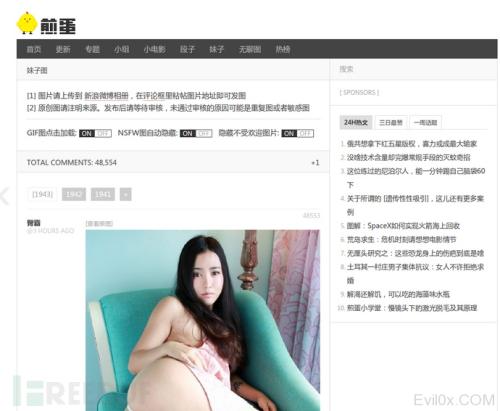 煎蛋
首页 更新 专题 小组 小电影 段子 妹子 无聊图 热榜
妹子图
搜索
[1] 图片请上传到 新浪微博相册，在评论框里粘帖图片地址即可发图
[2] 原创图请注明来源。发布后请等待审核，未通过审核的原因可能是重复图或者敏感图
[ SPONSORS ]
GIF图点击加载: ON OFF NSFW图自动隐藏: ON OFF 隐藏不受欢迎图片: ON OFF
24H热文 三日最赞 一周话题
TOTAL COMMENTS: 48,554 +1
1. 俄共想拿下红五星版权，喜力或成最大输家
2. 没啥技术含量却完爆常规手段的灭蚊奇招
3. 这位练过的尼泊尔人，能一分钟踢自己脑袋60
下
4. 关于所谓的 [遗传性性吸引]，这儿还有更多案
例
5. 图解：SpaceX如何实现火箭海上回收
6. 荒岛求生：危机时刻请想想电影情节
7. 无厘头研究之：这些恐龙身上的伤疤到底是啥
8. 土耳其一村庄男子集体抗议：女人不许拒绝求
婚
9. 解渴还解饥，可以吃的海藻味水瓶
10. 煎蛋小学堂：慢镜头下的激光脱毛及其原理
[1943] 1942 1941 »
48553
@1 HOURS AGO
[查看原图]
REEBUF
Evil0x.COM